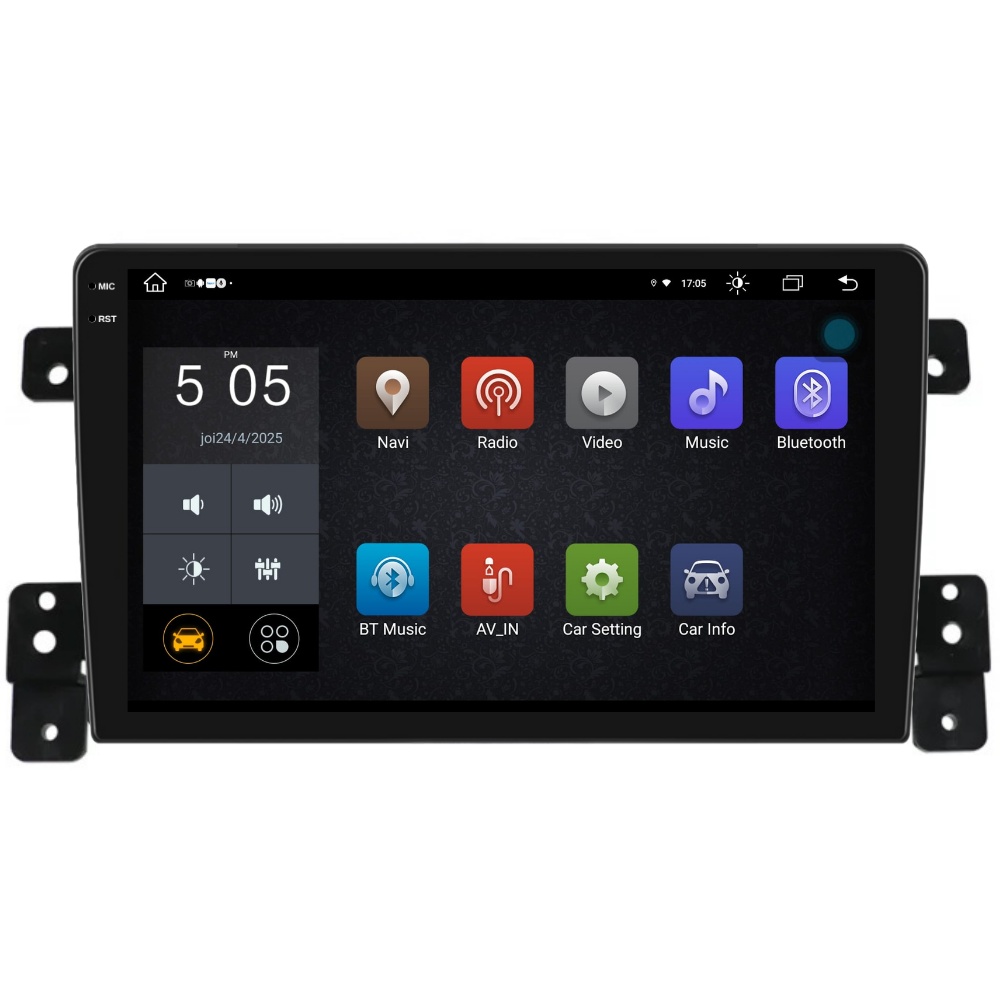 MIC
17:05
RST
PM
5 05
joi24/4/2025
Navi
Radio
Video
Music
Bluetooth
BT Music
AV_IN
Car Setting
Car Info